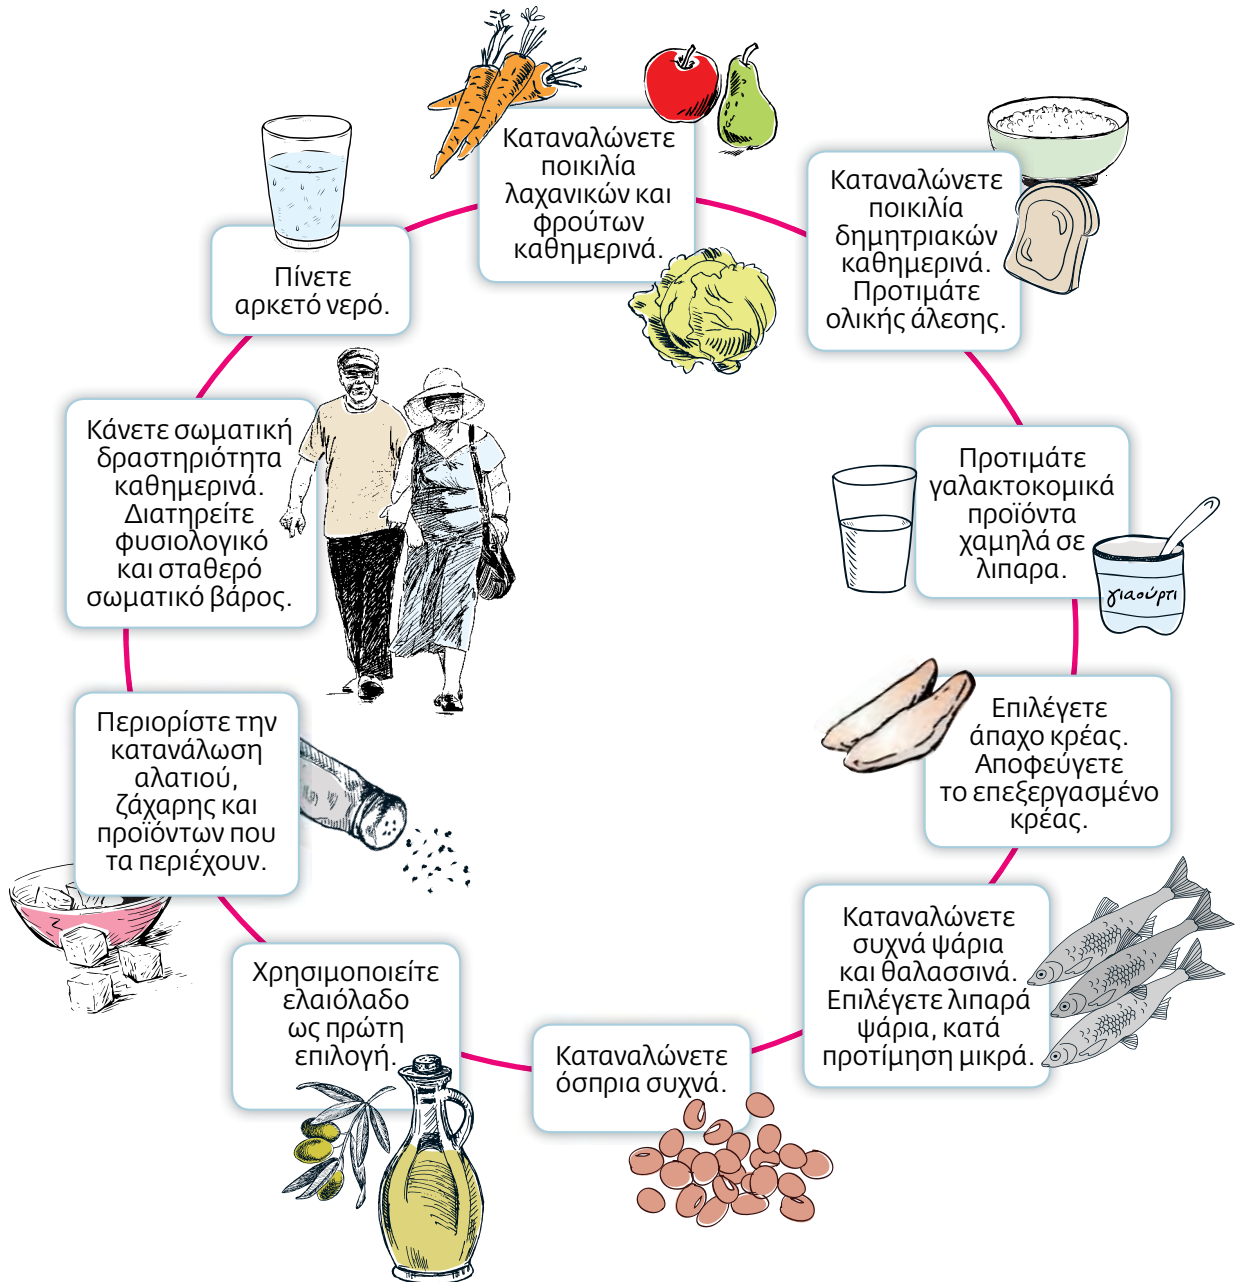 Καταναλώνετε
ποικιλία
λαχανικών και
φρούτων
καθημερινά.
Καταναλώνετε
ποικιλία
δημητριακών
καθημερινά.
Προτιμάτε
ολικής άλεσης.
Προτιμάτε
γαλακτοκομικά
προϊόντα
χαμηλά σε
λιπαρα.
γιαούρτι
Επιλέγετε
άπαχο κρέας.
Αποφεύγετε
το επεξεργασμένο
κρέας.
Καταναλώνετε
συχνά ψάρια
και θαλασσινά.
Επιλέγετε λιπαρά
ψάρια, κατά
προτίμηση μικρά.
Καταναλώνετε
όσπρια συχνά.
Χρησιμοποιείτε
ελαιόλαδο
ως πρώτη
επιλογή.
Περιορίστε την
κατανάλωση
αλατιού,
ζάχαρης και
προϊόντων που
τα περιέχουν.
Κάνετε σωματική
δραστηριότητα
καθημερινά.
Διατηρείτε
φυσιολογικό
και σταθερό
σωματικό βάρος.
Πίνετε
αρκετό νερό.